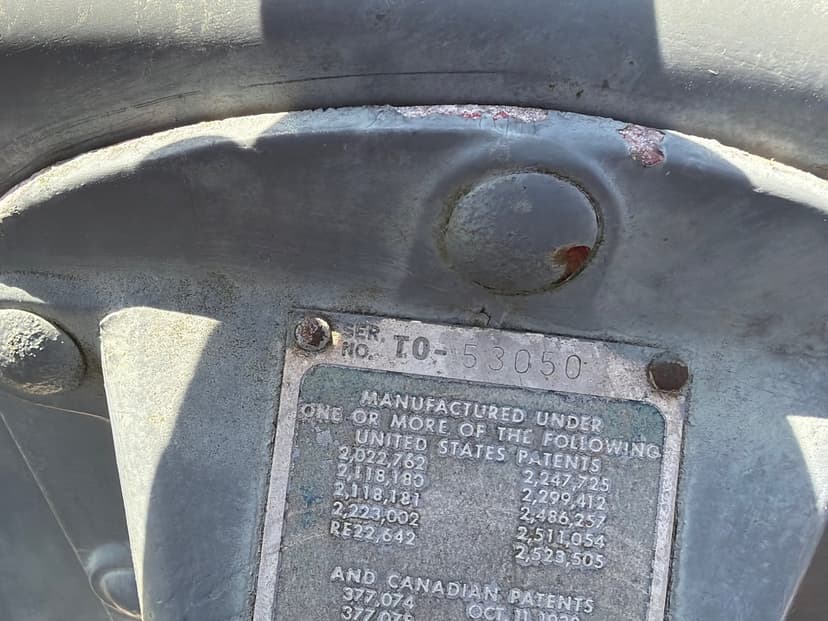 SER. NO. TO-53050
MANUFACTURED UNDER
ONE OR MORE OF THE FOLLOWING
UNITED STATES PATENTS
2,022,762 2,247,725
2,118,180 2,299,412
2,118,181 2,486,257
2,223,002 2,511,054
RE22,642 2,523,505
AND CANADIAN PATENTS
377,074 OCT. 11,